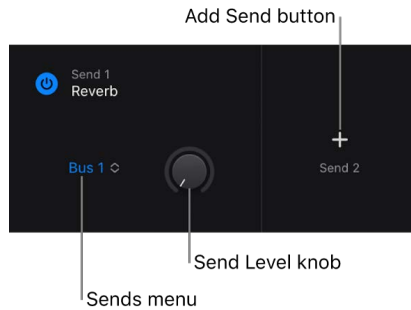 Add Send button
Send 1
Reverb
Bus 1
Send 2
Send Level knob
Sends menu